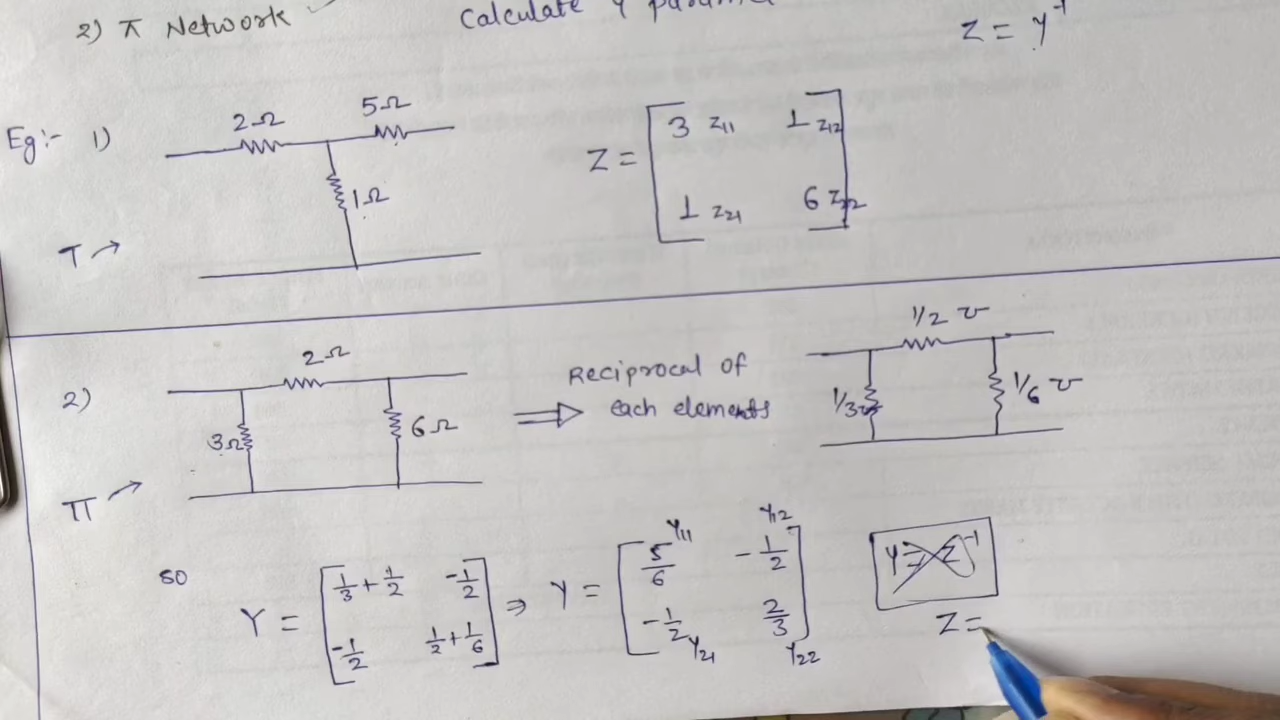 2) π Network
Calculate Y parame
Z = Y⁻¹
Eg:- 1)
2Ω
5Ω
1Ω
T →
Z = [ 3 Z11 1 Z12
1 Z21 6 Z22 ]
2)
2Ω
3Ω
6Ω
π →
⇒ Reciprocal of
each elements
1/2 ℧
1/3 ℧
1/6 ℧
so
Y = [ 1/3 + 1/2 -1/2
-1/2 1/2 + 1/6 ]
⇒ Y = [ 5/6 Y11 -1/2 Y12
-1/2 Y21 2/3 Y22 ]
Y = Z⁻¹
Z =